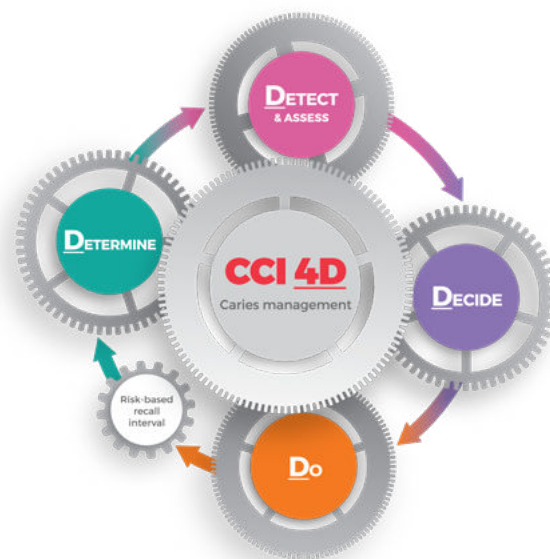 DETECT
& ASSESS
DETERMINE
CCI 4D
Caries management
DECIDE
Risk-based
recall
interval
DO